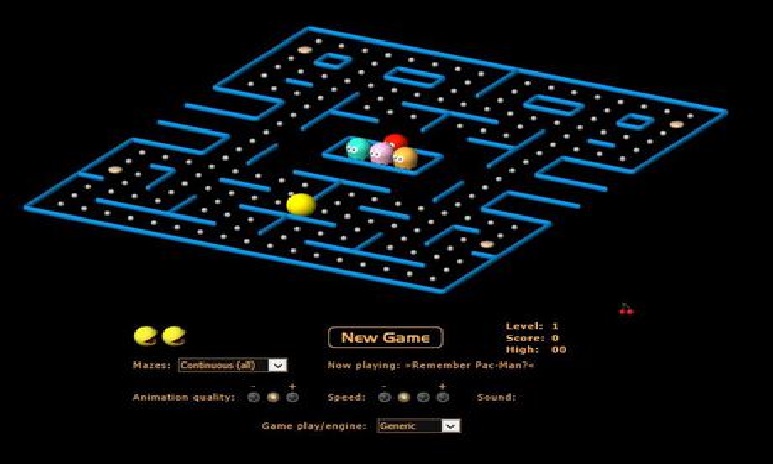 New Game
Level: 1
Score: 0
High: 00
Mazes: Continuous (all)
Now playing: »Remember Pac-Man?«
- +
- +
Animation quality:
Speed:
Sound:
Game play/engine: Generic